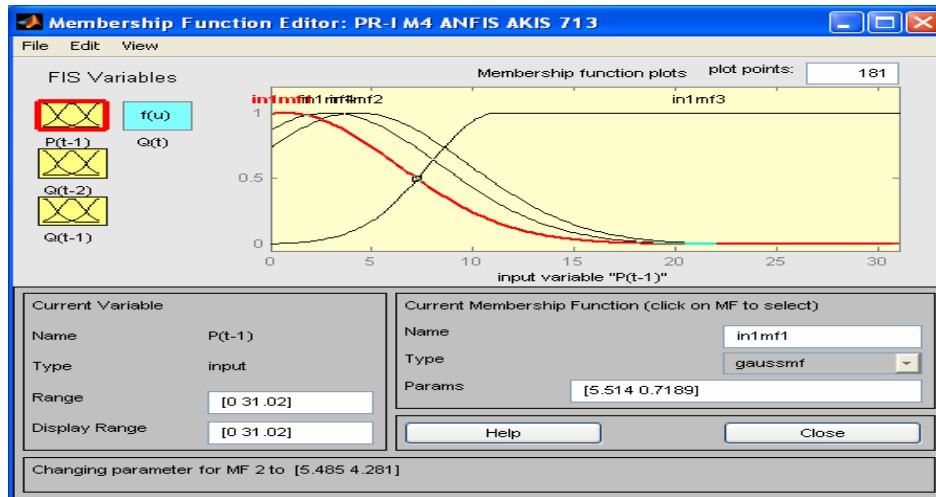 Membership Function Editor: PR-I M4 ANFIS AKIS 713
File Edit View
FIS Variables
f(u)
P(t-1) Q(t)
Q(t-2)
Q(t-1)
Membership function plots plot points: 181
in1mf1 in1mf4 in1mf2 in1mf3
1
0.5
0
0 5 10 15 20 25 30
input variable "P(t-1)"
Current Variable
Name P(t-1)
Type input
Range [0 31.02]
Display Range [0 31.02]
Current Membership Function (click on MF to select)
Name in1mf1
Type gaussmf
Params [5.514 0.7189]
Help Close
Changing parameter for MF 2 to [5.485 4.281]